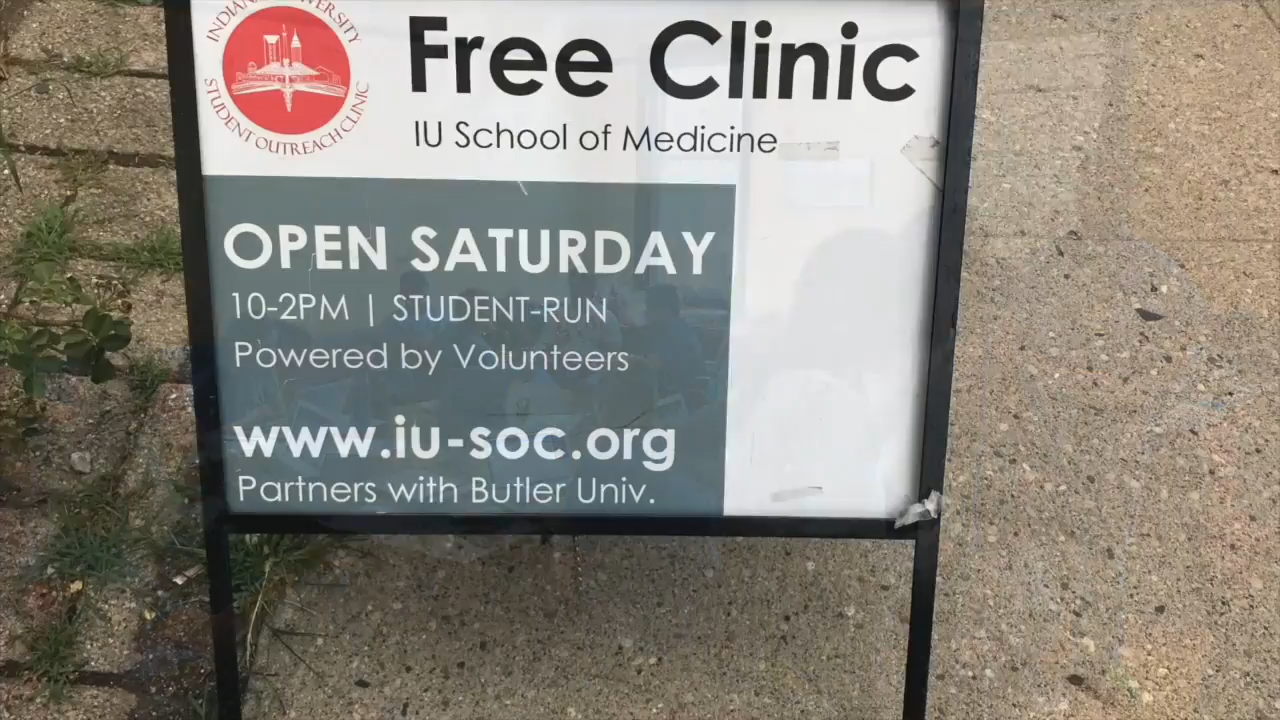 INDIANA UNIVERSITY
STUDENT OUTREACH CLINIC
Free Clinic
IU School of Medicine
OPEN SATURDAY
10-2PM | STUDENT-RUN
Powered by Volunteers
www.iu-soc.org
Partners with Butler Univ.